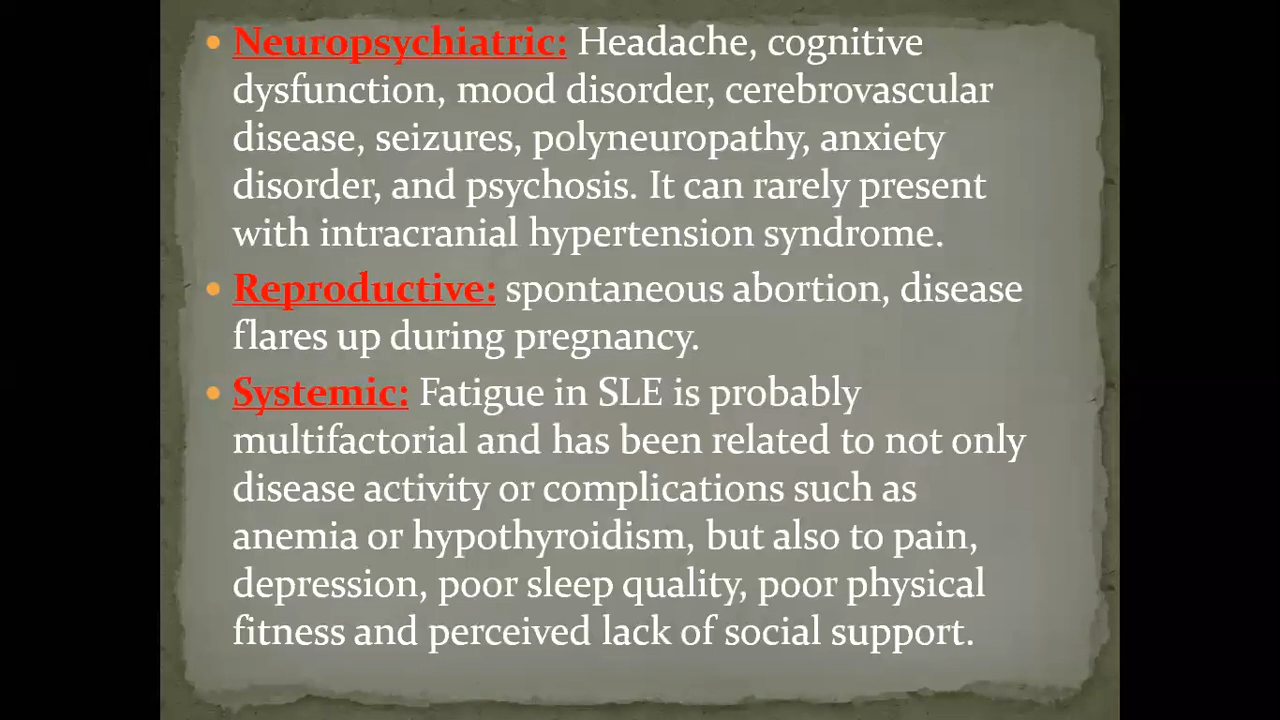 • Neuropsychiatric: Headache, cognitive
dysfunction, mood disorder, cerebrovascular
disease, seizures, polyneuropathy, anxiety
disorder, and psychosis. It can rarely present
with intracranial hypertension syndrome.
• Reproductive: spontaneous abortion, disease
flares up during pregnancy.
• Systemic: Fatigue in SLE is probably
multifactorial and has been related to not only
disease activity or complications such as
anemia or hypothyroidism, but also to pain,
depression, poor sleep quality, poor physical
fitness and perceived lack of social support.